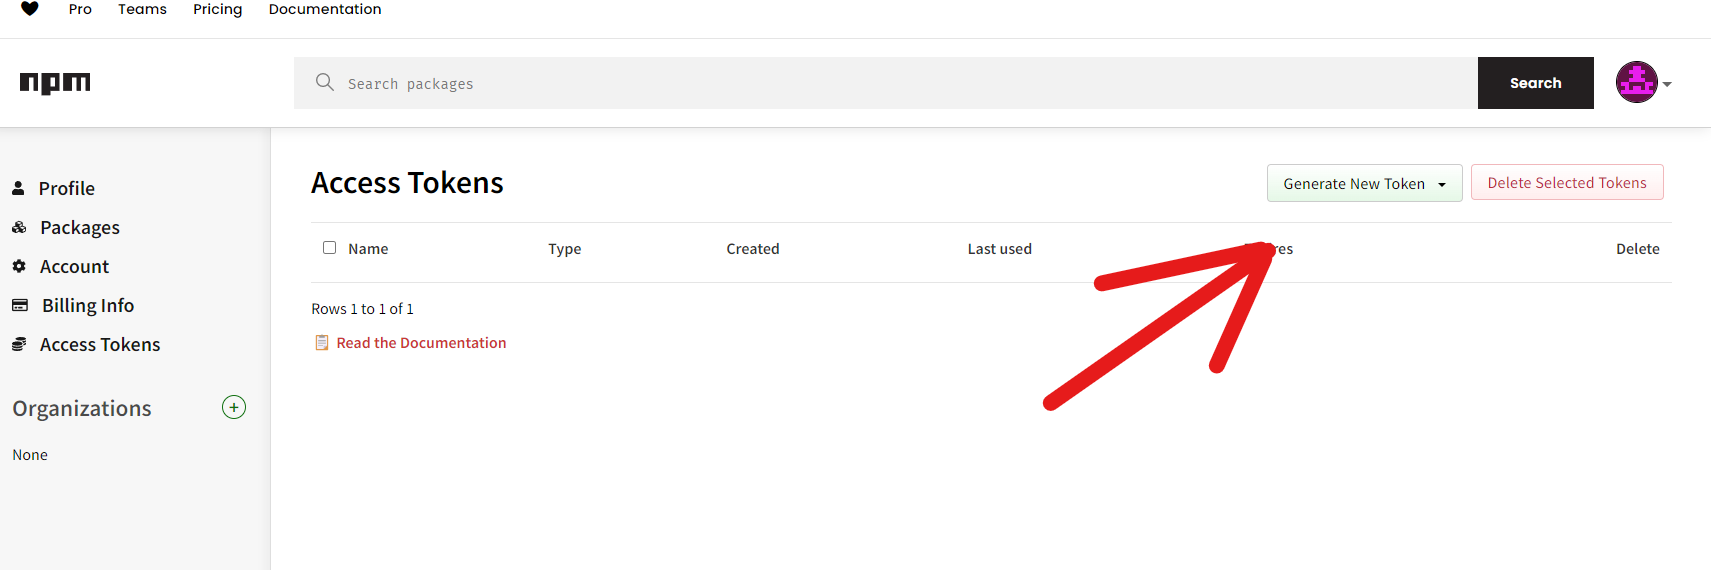 Pro Teams Pricing Documentation
npm
Search packages
Search
Profile
Packages
Account
Billing Info
Access Tokens
Organizations
None
Access Tokens
Generate New Token
Delete Selected Tokens
Name Type Created Last used Delete
Rows 1 to 1 of 1
Read the Documentation